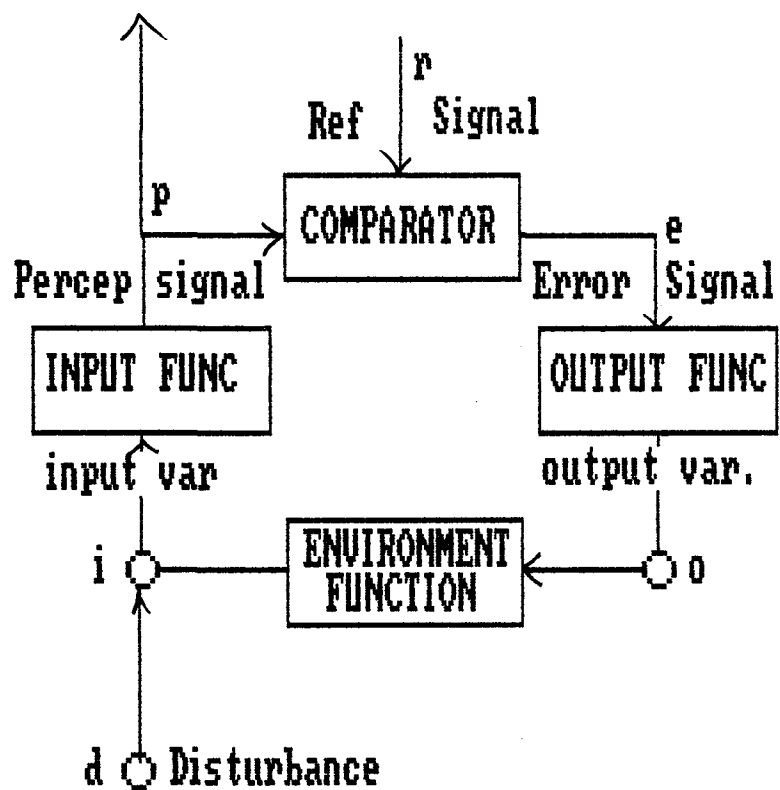 r
Ref Signal
p
COMPARATOR
e
Percep signal
Error Signal
INPUT FUNC
OUTPUT FUNC
input var
output var.
ENVIRONMENT
FUNCTION
i
o
d Disturbance